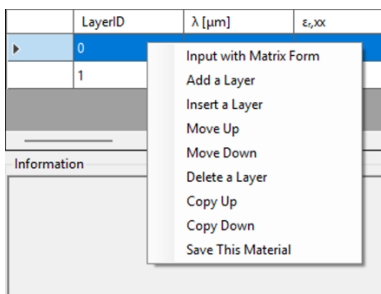 LayerID λ [μm] εᵣ,xx
0
Input with Matrix Form
Add a Layer
1
Insert a Layer
Move Up
Move Down
Information
Delete a Layer
Copy Up
Copy Down
Save This Material